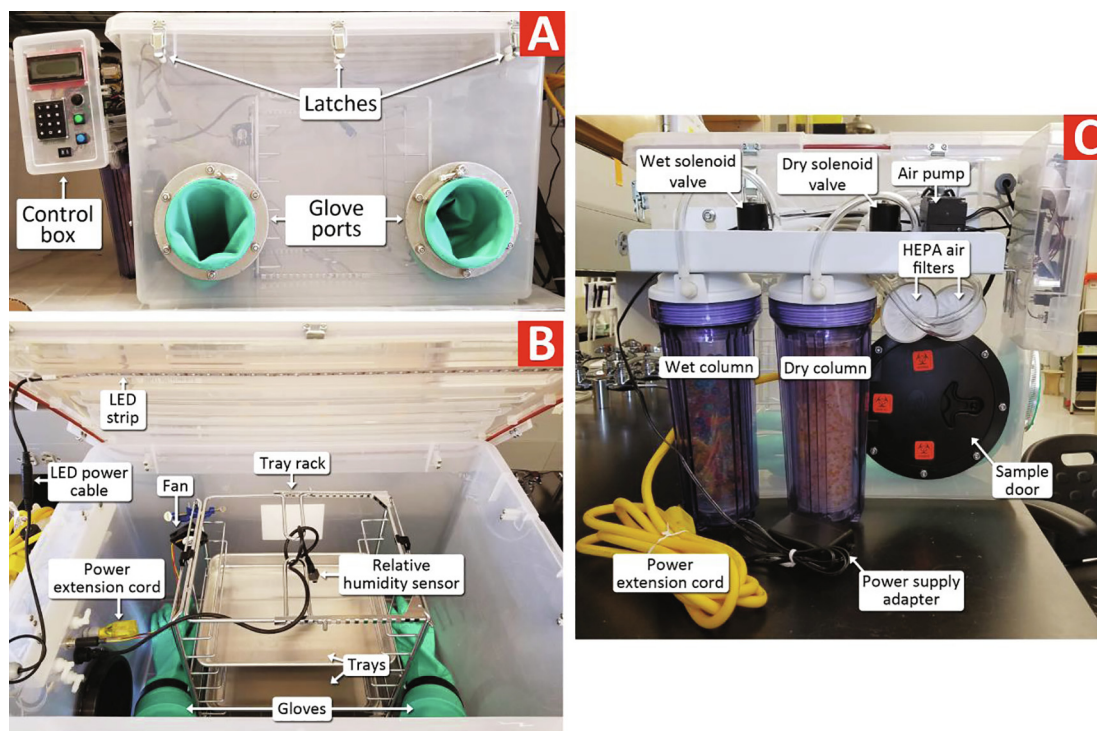 A
Latches
Control
box
Glove
ports
B
LED
strip
LED power
cable
Fan
Tray rack
Power
extension cord
Relative
humidity sensor
Trays
Gloves
C
Wet solenoid
valve
Dry solenoid
valve
Air pump
HEPA air
filters
Wet column
Dry column
Sample
door
Power
extension cord
Power supply
adapter